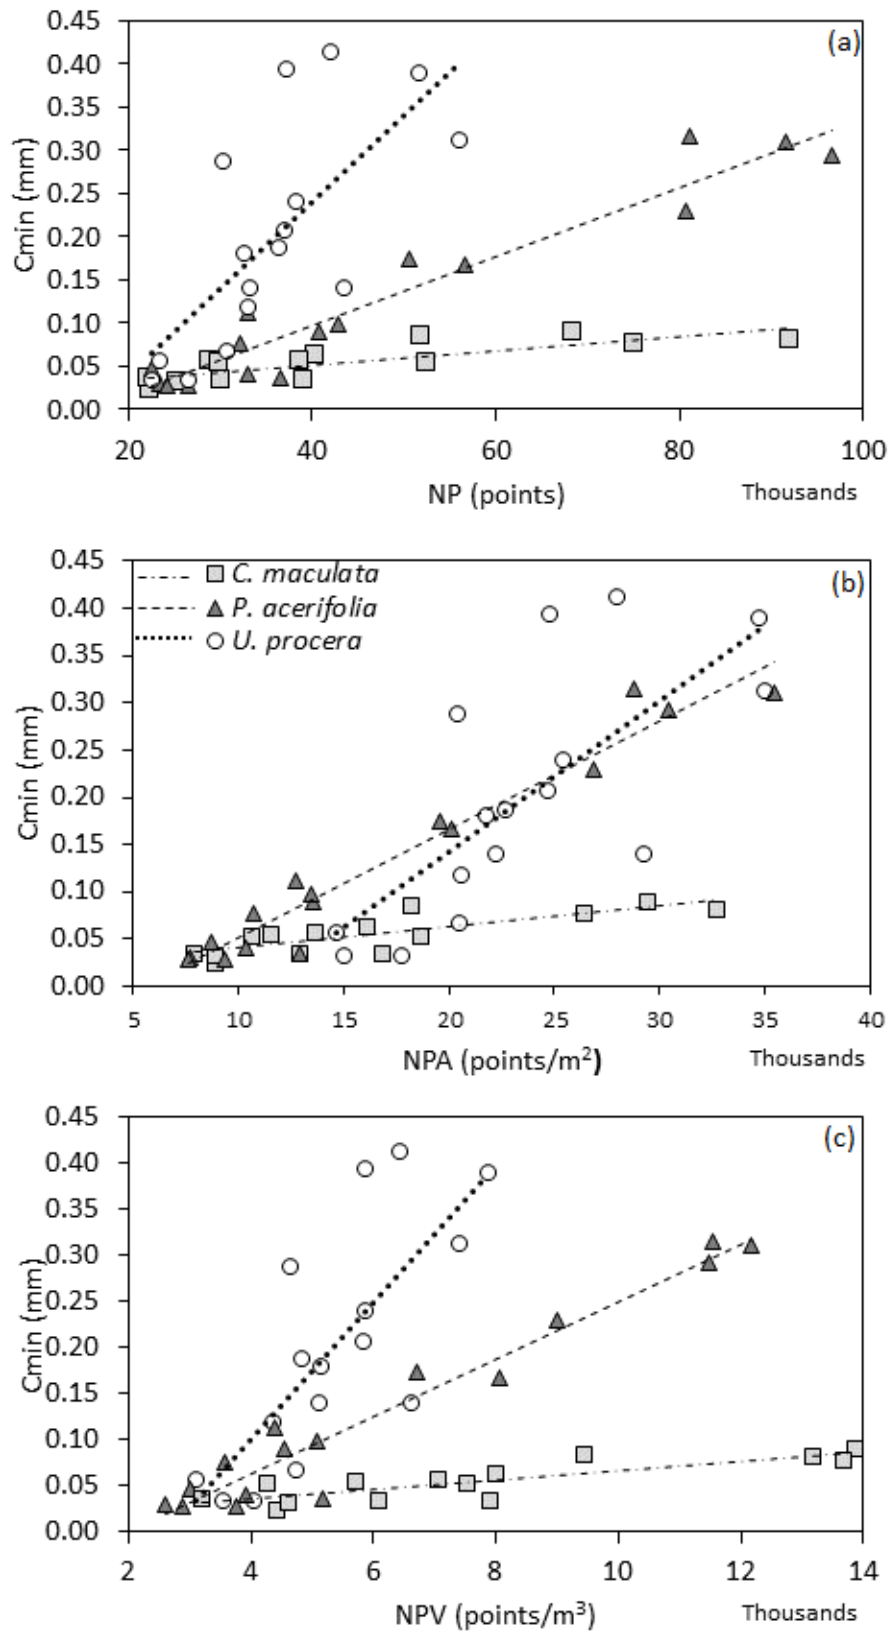 (a)
0.45
0.40
0.35
0.30
0.25
0.20
0.15
0.10
0.05
0.00
Cmin (mm)
20 40 60 80 100
NP (points) Thousands
(b)
0.45
0.40
0.35
0.30
0.25
0.20
0.15
0.10
0.05
0.00
Cmin (mm)
C. maculata
P. acerifolia
U. procera
5 10 15 20 25 30 35 40
NPA (points/m²) Thousands
(c)
0.45
0.40
0.35
0.30
0.25
0.20
0.15
0.10
0.05
0.00
Cmin (mm)
2 4 6 8 10 12 14
NPV (points/m³) Thousands